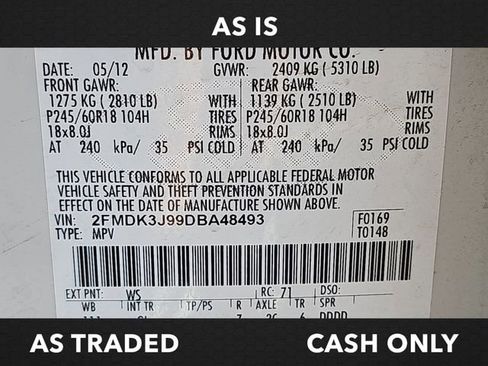 AS IS
MFD. BY FORD MOTOR CO.
DATE: 05/12 GVWR: 2409 KG (5310 LB)
FRONT GAWR: REAR GAWR:
1275 KG (2810 LB) WITH 1139 KG (2510 LB) WITH
P245/60R18 104H TIRES P245/60R18 104H TIRES
18x8.0J RIMS 18x8.0J RIMS
AT 240 kPa/ 35 PSI COLD AT 240 kPa/ 35 PSI COLD
THIS VEHICLE CONFORMS TO ALL APPLICABLE FEDERAL MOTOR
VEHICLE SAFETY AND THEFT PREVENTION STANDARDS IN
EFFECT ON THE DATE OF MANUFACTURE SHOWN ABOVE.
VIN: 2FMDK3J99DBA48493 F0169
TYPE: MPV T0148
EXT PNT: WS RC: 71 DSO:
WB INT TR TP/PS R AXLE TR SPR
AS TRADED CASH ONLY